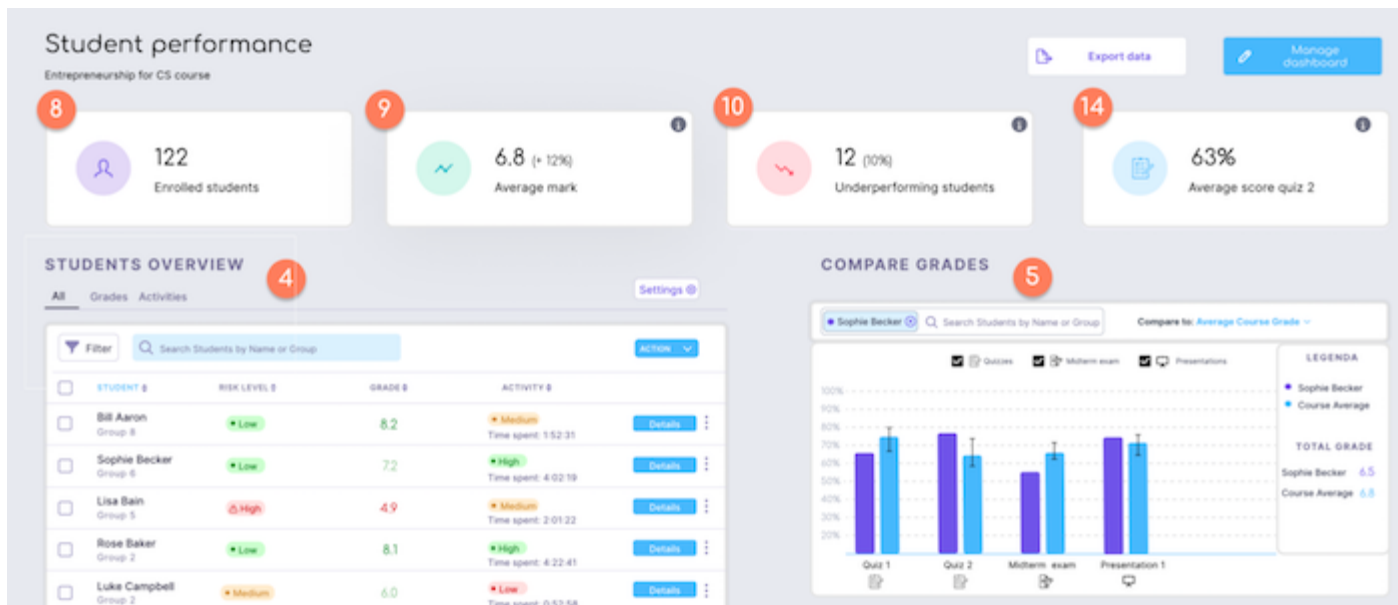 Student performance
Entrepreneurship for CS course
Export data
Manage dashboard
8
122
Enrolled students
9
6.8 (+ 12%)
Average mark
10
12 (10%)
Underperforming students
14
63%
Average score quiz 2
STUDENTS OVERVIEW
4
All Grades Activities
Settings
Filter
Search Students by Name or Group
ACTION
STUDENT RISK LEVEL GRADE ACTIVITY
Bill Aaron
Group 8
Low
8.2
Medium
Time spent: 1:52:31
Details
Sophie Becker
Group 6
Low
7.2
High
Time spent: 4:02:19
Details
Lisa Bain
Group 5
High
4.9
Medium
Time spent: 2:01:22
Details
Rose Baker
Group 2
Low
8.1
High
Time spent: 4:22:41
Details
Luke Campbell
Group 2
Medium
6.0
Low
Time spent: 0:52:58
Details
COMPARE GRADES
5
Sophie Becker
Search Students by Name or Group
Compare to: Average Course Grade
Quizzes Midterm exam Presentations
100%
90%
80%
70%
60%
50%
40%
30%
20%
Quiz 1 Quiz 2 Midterm exam Presentation 1
LEGENDA
Sophie Becker
Course Average
TOTAL GRADE
Sophie Becker 6.5
Course Average 6.8